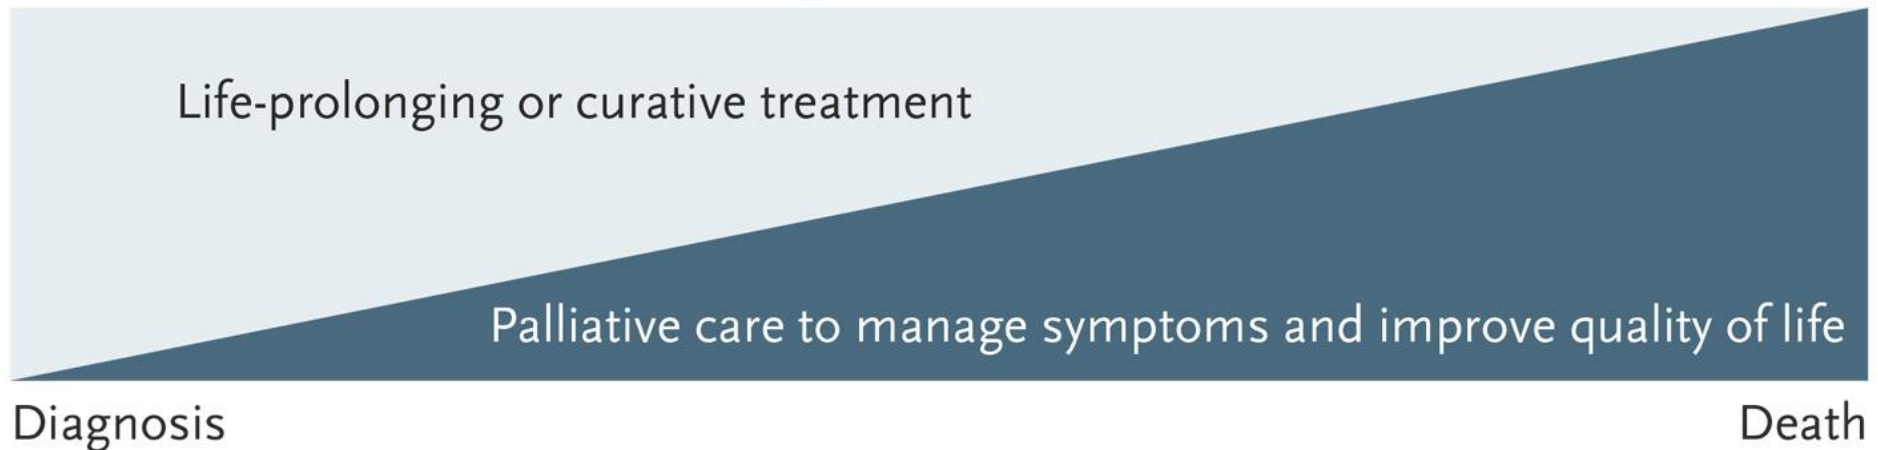 Life-prolonging or curative treatment
Palliative care to manage symptoms and improve quality of life
Diagnosis
Death